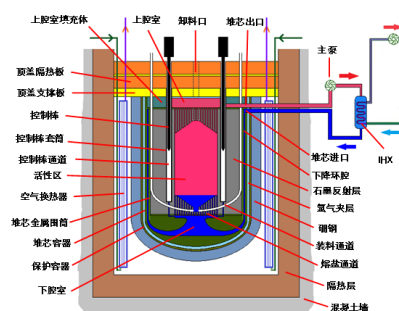 上腔室填充体
上腔室
卸料口
堆芯出口
主泵
顶盖隔热板
顶盖支撑板
控制棒
控制棒套筒
控制棒通道
活性区
空气换热器
堆芯金属围筒
堆芯容器
保护容器
下腔室
堆芯进口
IHX
下降环腔
石墨反射层
氩气夹层
硼钢
装料通道
熔盐通道
隔热层
混凝土墙